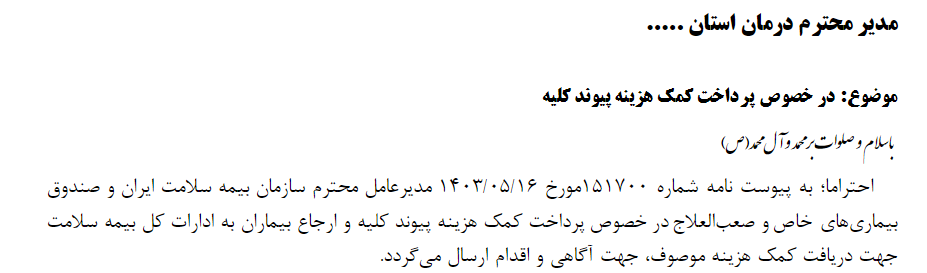 مدیر محترم درمان استان .....
موضوع: در خصوص پرداخت کمک هزینه پیوند کلیه
باسلام و صلوات بر محمد و آل محمد(ص)
احتراما؛ به پیوست نامه شماره ۱۵۱۷۰۰مورخ ۱۴۰۳/۰۵/۱۶ مدیرعامل محترم سازمان بیمه سلامت ایران و صندوق
بیماری‌های خاص و صعب‌العلاج در خصوص پرداخت کمک هزینه پیوند کلیه و ارجاع بیماران به ادارات کل بیمه سلامت
جهت دریافت کمک هزینه موصوف، جهت آگاهی و اقدام ارسال می‌گردد.